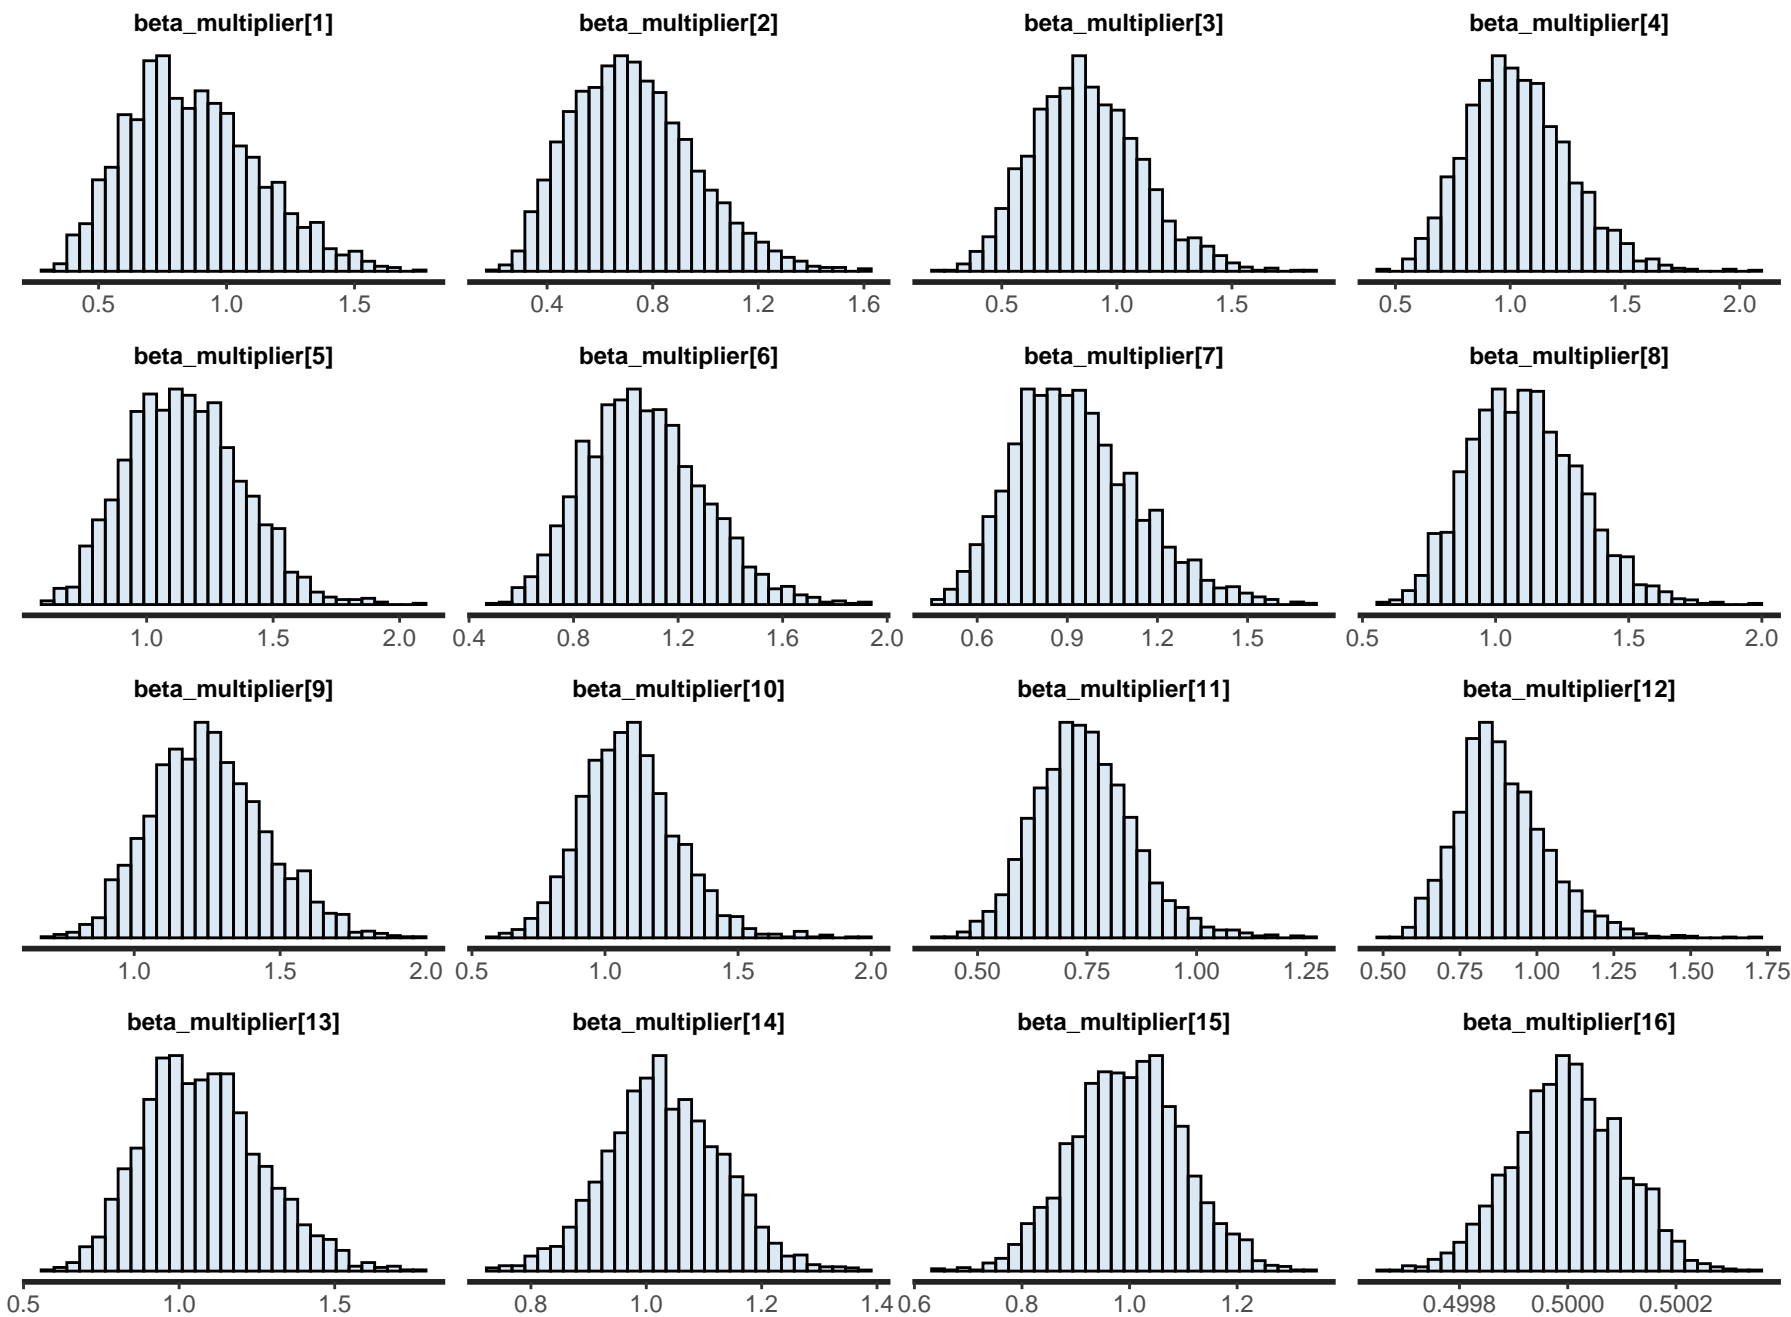 beta_multiplier[1] beta_multiplier[2] beta_multiplier[3] beta_multiplier[4]
0.5 1.0 1.5 0.4 0.8 1.2 1.6 0.5 1.0 1.5 0.5 1.0 1.5 2.0
beta_multiplier[5] beta_multiplier[6] beta_multiplier[7] beta_multiplier[8]
1.0 1.5 2.0 0.4 0.8 1.2 1.6 2.0 0.6 0.9 1.2 1.5 0.5 1.0 1.5 2.0
beta_multiplier[9] beta_multiplier[10] beta_multiplier[11] beta_multiplier[12]
1.0 1.5 2.0 0.5 1.0 1.5 2.0 0.50 0.75 1.00 1.25 0.50 0.75 1.00 1.25 1.50 1.75
beta_multiplier[13] beta_multiplier[14] beta_multiplier[15] beta_multiplier[16]
0.5 1.0 1.5 0.8 1.0 1.2 1.4 0.6 0.8 1.0 1.2 0.4998 0.5000 0.5002